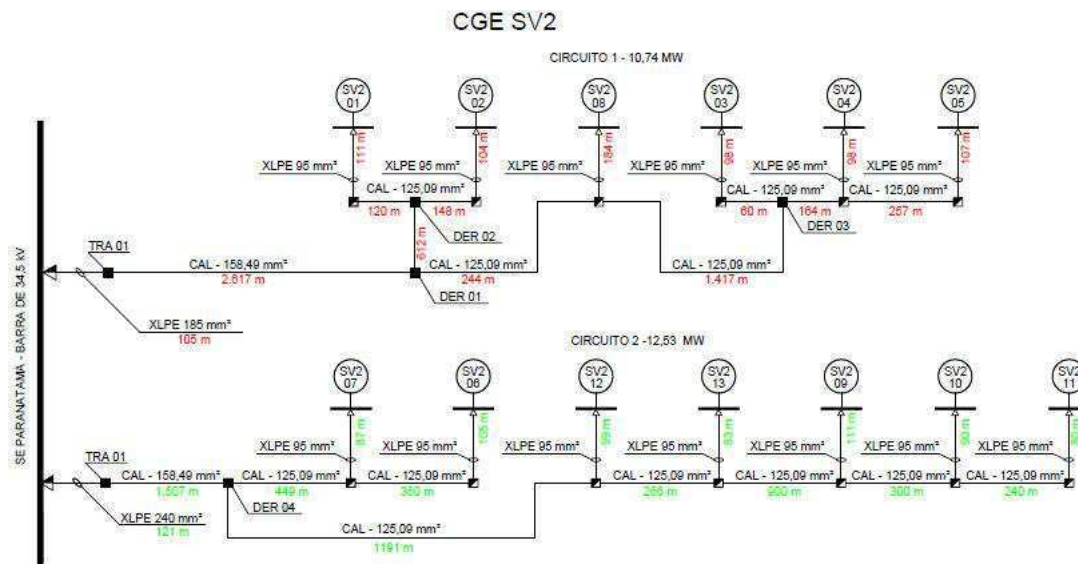 CGE SV2
CIRCUITO 1 - 10,74 MW
SV2 01
SV2 02
SV2 08
SV2 03
SV2 04
SV2 05
111 m
104 m
184 m
98 m
98 m
107 m
XLPE 95 mm²
XLPE 95 mm²
XLPE 95 mm²
XLPE 95 mm²
XLPE 95 mm²
XLPE 95 mm²
CAL - 125,09 mm²
CAL - 125,09 mm²
CAL - 125,09 mm²
120 m
148 m
60 m
164 m
257 m
DER 02
DER 03
612 m
TRA 01
CAL - 158,49 mm²
2.617 m
CAL - 125,09 mm²
244 m
CAL - 125,09 mm²
1.417 m
DER 01
XLPE 185 mm²
105 m
SE PARANATAMA - BARRA DE 34,5 kV
CIRCUITO 2 -12,53 MW
SV2 07
SV2 06
SV2 12
SV2 13
SV2 09
SV2 10
SV2 11
87 m
105 m
99 m
111 m
XLPE 95 mm²
XLPE 95 mm²
XLPE 95 mm²
XLPE 95 mm²
XLPE 95 mm²
XLPE 95 mm²
XLPE 95 mm²
TRA 01
CAL - 158,49 mm²
CAL - 125,09 mm²
CAL - 125,09 mm²
CAL - 125,09 mm²
CAL - 125,09 mm²
CAL - 125,09 mm²
CAL - 125,09 mm²
1.507 m
449 m
240 m
DER 04
XLPE 240 mm²
121 m
CAL - 125,09 mm²
1191 m